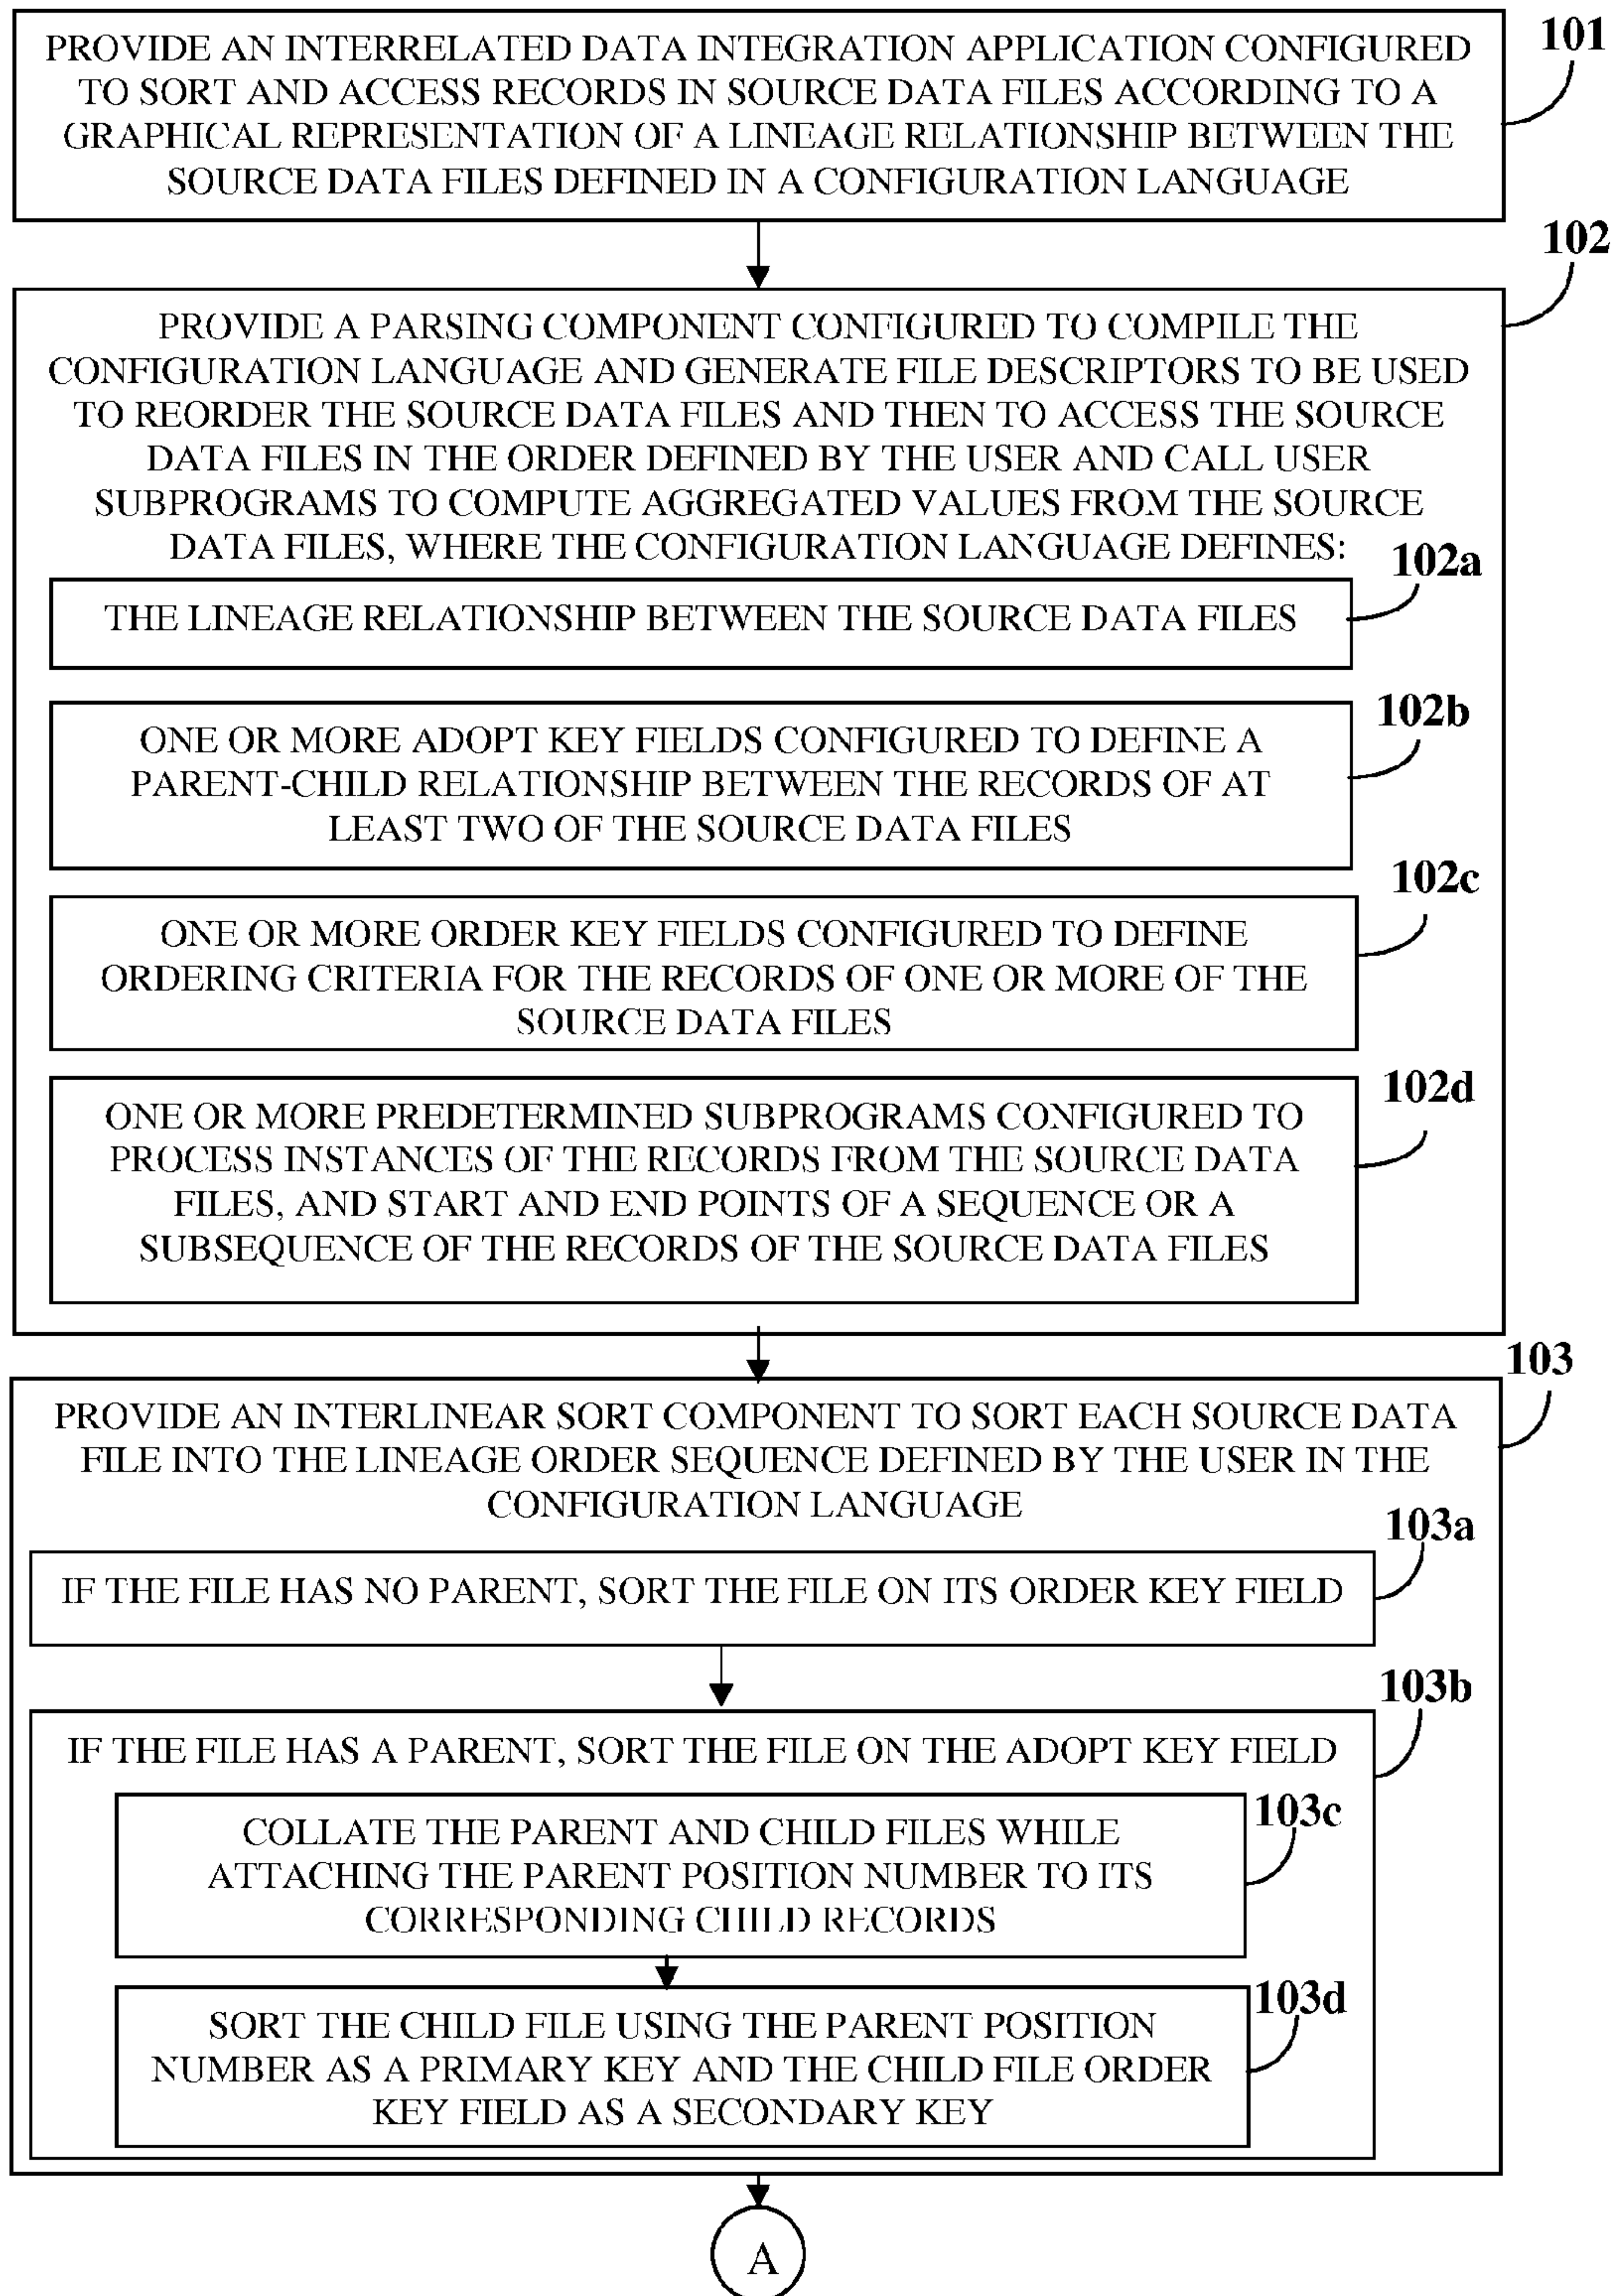 101
PROVIDE AN INTERRELATED DATA INTEGRATION APPLICATION CONFIGURED
TO SORT AND ACCESS RECORDS IN SOURCE DATA FILES ACCORDING TO A
GRAPHICAL REPRESENTATION OF A LINEAGE RELATIONSHIP BETWEEN THE
SOURCE DATA FILES DEFINED IN A CONFIGURATION LANGUAGE
102
PROVIDE A PARSING COMPONENT CONFIGURED TO COMPILE THE
CONFIGURATION LANGUAGE AND GENERATE FILE DESCRIPTORS TO BE USED
TO REORDER THE SOURCE DATA FILES AND THEN TO ACCESS THE SOURCE
DATA FILES IN THE ORDER DEFINED BY THE USER AND CALL USER
SUBPROGRAMS TO COMPUTE AGGREGATED VALUES FROM THE SOURCE
DATA FILES, WHERE THE CONFIGURATION LANGUAGE DEFINES:
102a
THE LINEAGE RELATIONSHIP BETWEEN THE SOURCE DATA FILES
102b
ONE OR MORE ADOPT KEY FIELDS CONFIGURED TO DEFINE A
PARENT-CHILD RELATIONSHIP BETWEEN THE RECORDS OF AT
LEAST TWO OF THE SOURCE DATA FILES
102c
ONE OR MORE ORDER KEY FIELDS CONFIGURED TO DEFINE
ORDERING CRITERIA FOR THE RECORDS OF ONE OR MORE OF THE
SOURCE DATA FILES
102d
ONE OR MORE PREDETERMINED SUBPROGRAMS CONFIGURED TO
PROCESS INSTANCES OF THE RECORDS FROM THE SOURCE DATA
FILES, AND START AND END POINTS OF A SEQUENCE OR A
SUBSEQUENCE OF THE RECORDS OF THE SOURCE DATA FILES
103
PROVIDE AN INTERLINEAR SORT COMPONENT TO SORT EACH SOURCE DATA
FILE INTO THE LINEAGE ORDER SEQUENCE DEFINED BY THE USER IN THE
CONFIGURATION LANGUAGE
103a
IF THE FILE HAS NO PARENT, SORT THE FILE ON ITS ORDER KEY FIELD
103b
IF THE FILE HAS A PARENT, SORT THE FILE ON THE ADOPT KEY FIELD
103c
COLLATE THE PARENT AND CHILD FILES WHILE
ATTACHING THE PARENT POSITION NUMBER TO ITS
CORRESPONDING CHILD RECORDS
103d
SORT THE CHILD FILE USING THE PARENT POSITION
NUMBER AS A PRIMARY KEY AND THE CHILD FILE ORDER
KEY FIELD AS A SECONDARY KEY
A